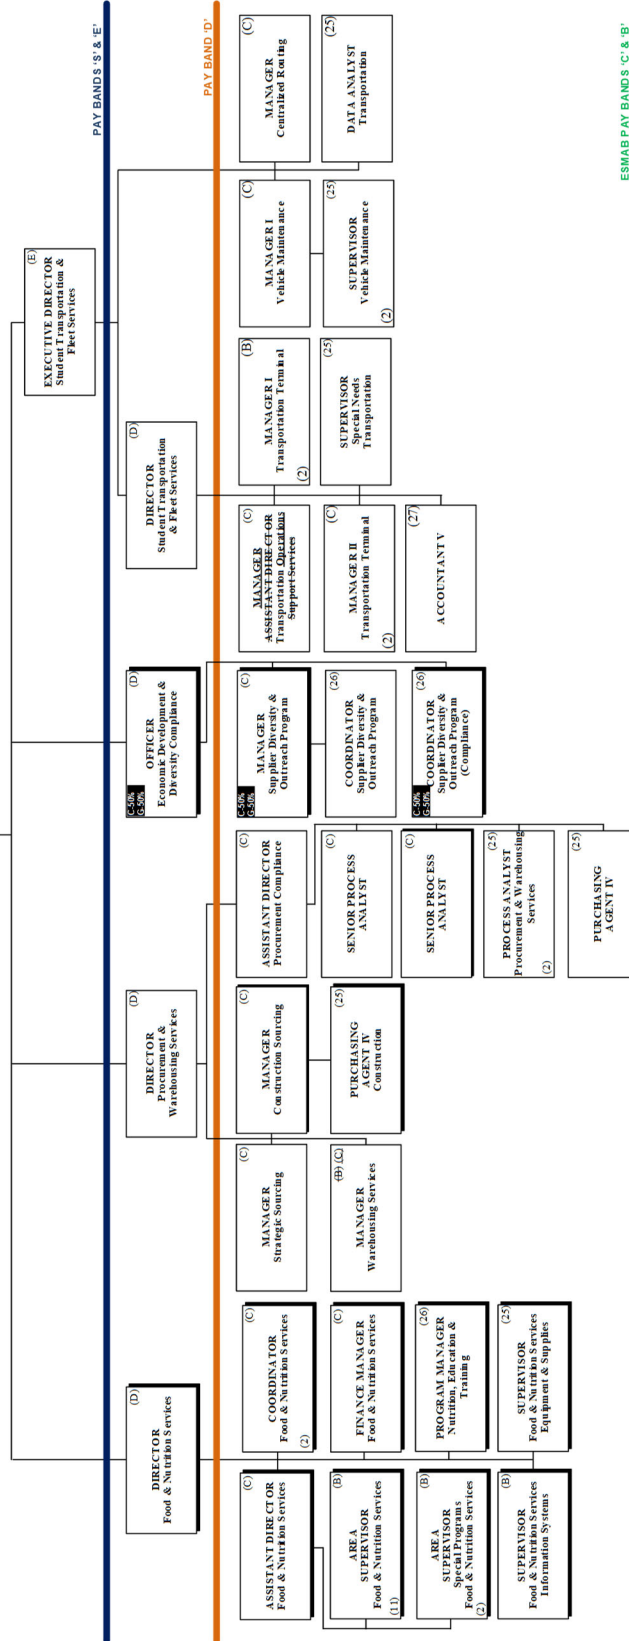 PAY BANDS 'S' & 'E'
PAY BAND 'D'
ESMAB PAY BANDS 'C' & 'B'
(E)
EXECUTIVE DIRECTOR
Student Transportation &
Fleet Services
(D)
DIRECTOR
Food & Nutrition Services
(D)
DIRECTOR
Procurement &
Warehousing Services
(D)
C-50%
G-50%
OFFICER
Economic Development &
Diversity Compliance
(D)
DIRECTOR
Student Transportation
& Fleet Services
(C)
ASSISTANT DIRECTOR
Food & Nutrition Services
(C)
COORDINATOR
Food & Nutrition Services
(2)
(B)
AREA
SUPERVISOR
Food & Nutrition Services
(11)
(C)
FINANCE MANAGER
Food & Nutrition Services
(B)
AREA
SUPERVISOR
Special Programs
Food & Nutrition Services
(2)
(26)
PROGRAM MANAGER
Nutrition, Education &
Training
(B)
SUPERVISOR
Food & Nutrition Services
Information Systems
(25)
SUPERVISOR
Food & Nutrition Services
Equipment & Supplies
(C)
MANAGER
Strategic Sourcing
(B) (C)
MANAGER
Warehousing Services
(C)
MANAGER
Construction Sourcing
(25)
PURCHASING
AGENT IV
Construction
(C)
ASSISTANT DIRECTOR
Procurement Compliance
(C)
SENIOR PROCESS
ANALYST
(C)
SENIOR PROCESS
ANALYST
(25)
PROCESS ANALYST
Procurement & Warehousing
Services
(2)
(25)
PURCHASING
AGENT IV
(C)
C-50%
G-50%
MANAGER
Supplier Diversity &
Outreach Program
(26)
COORDINATOR
Supplier Diversity &
Outreach Program
(26)
C-50%
G-50%
COORDINATOR
Supplier Diversity &
Outreach Program
(Compliance)
(C)
MANAGER
ASSISTANT DIRECTOR
Transportation Operations
Support Services
(B)
MANAGER I
Transportation Terminal
(2)
(C)
MANAGER II
Transportation Terminal
(2)
(25)
SUPERVISOR
Special Needs
Transportation
(27)
ACCOUNTANT V
(C)
MANAGER I
Vehicle Maintenance
(25)
SUPERVISOR
Vehicle Maintenance
(2)
(C)
MANAGER
Centralized Routing
(25)
DATA ANALYST
Transportation